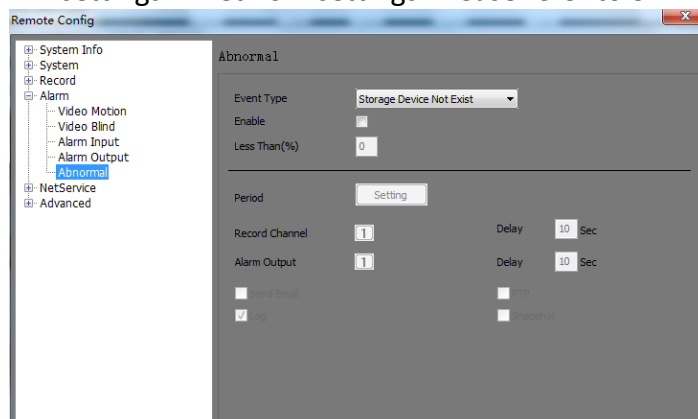 Remote Config
System Info
System
Record
Alarm
Video Motion
Video Blind
Alarm Input
Alarm Output
Abnormal
NetService
Advanced
Abnormal
Event Type Storage Device Not Exist
Enable
Less Than(%) 0
Period Setting
Record Channel 1 Delay 10 Sec
Alarm Output 1 Delay 10 Sec
Send Email FTP
Log Snapshot